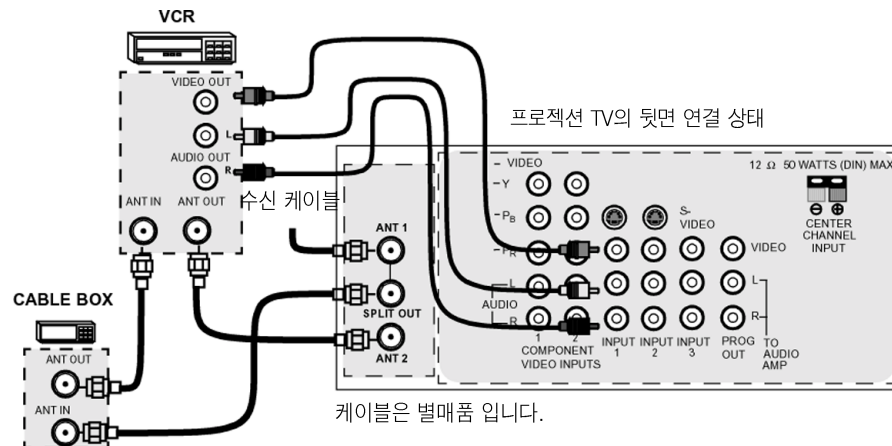 VCR
VIDEO OUT
L
AUDIO OUT
R
ANT IN
ANT OUT
수신 케이블
CABLE BOX
ANT OUT
ANT IN
프로젝션 TV의 뒷면 연결 상태
ANT 1
SPLIT OUT
ANT 2
VIDEO
Y
PB
PR
L
AUDIO
R
1
2
COMPONENT
VIDEO INPUTS
S-
VIDEO
INPUT
1
INPUT
2
INPUT
3
PROG
OUT
VIDEO
L
R
TO
AUDIO
AMP
12 Ω 50 WATTS (DIN) MAX
CENTER
CHANNEL
INPUT
케이블은 별매품 입니다.